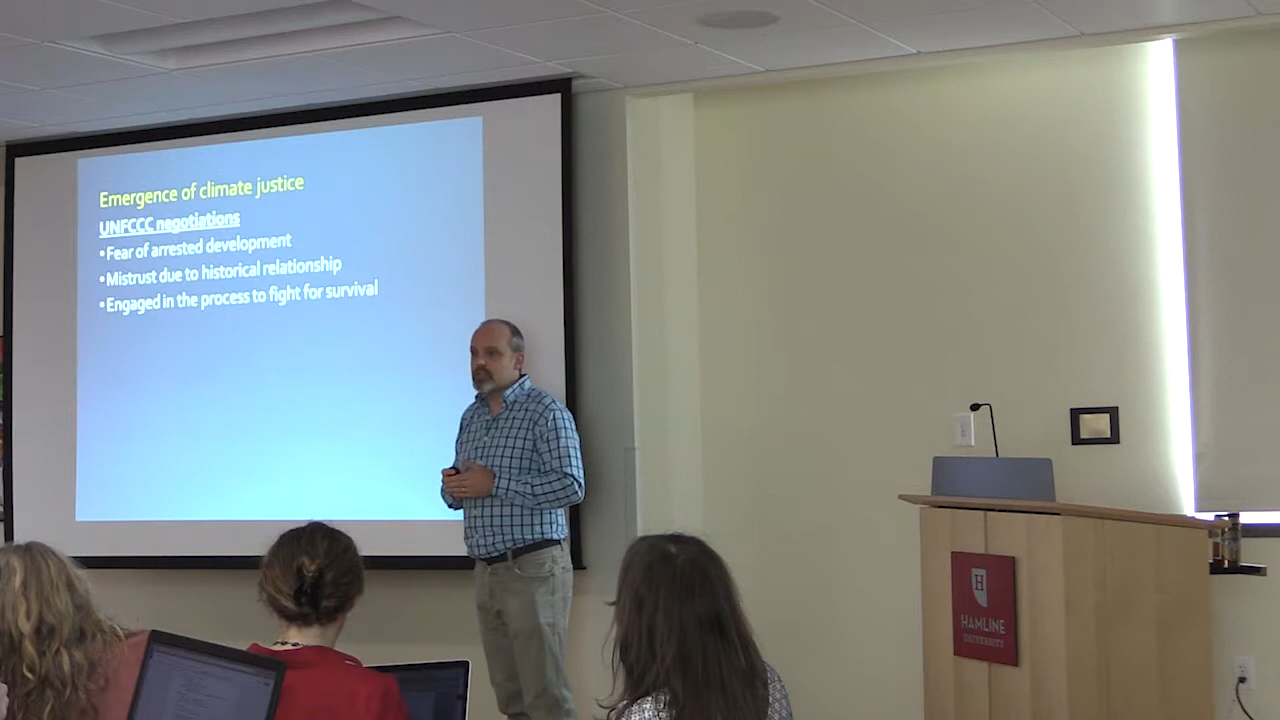 Emergence of climate justice
UNFCCC negotiations
▪Fear of arrested development
▪Mistrust due to historical relationship
▪Engaged in the process to fight for survival
H
HAMLINE
UNIVERSITY